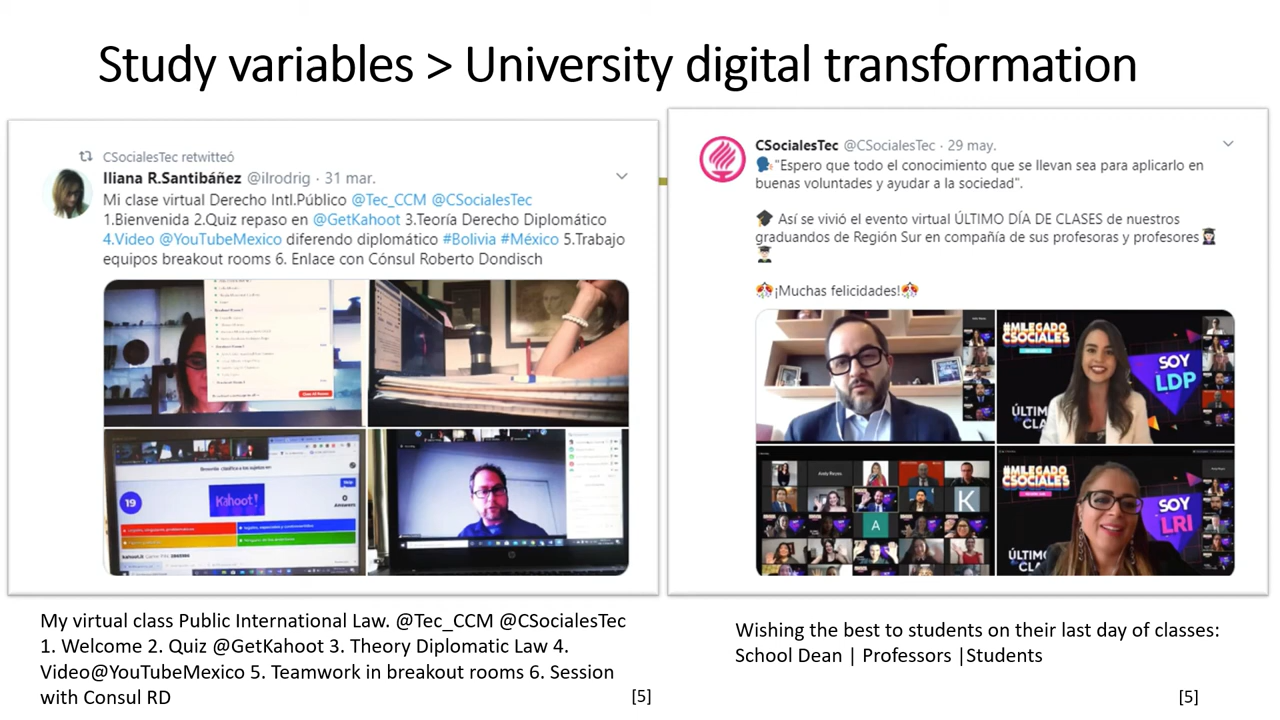 Study variables > University digital transformation
CSocialesTec retwitteó
Iliana R.Santibáñez @ilrodrig · 31 mar.
Mi clase virtual Derecho Intl.Público @Tec_CCM @CSocialesTec
1.Bienvenida 2.Quiz repaso en @GetKahoot 3.Teoría Derecho Diplomático
4.Video @YouTubeMexico diferendo diplomático #Bolivia #México 5.Trabajo
equipos breakout rooms 6. Enlace con Cónsul Roberto Dondisch
19
Kahoot!
Help
0
Answers
My virtual class Public International Law. @Tec_CCM @CSocialesTec
1. Welcome 2. Quiz @GetKahoot 3. Theory Diplomatic Law 4.
Video@YouTubeMexico 5. Teamwork in breakout rooms 6. Session
with Consul RD
[5]
CSocialesTec @CSocialesTec · 29 may.
"Espero que todo el conocimiento que se llevan sea para aplicarlo en
buenas voluntades y ayudar a la sociedad".
Así se vivió el evento virtual ÚLTIMO DÍA DE CLASES de nuestros
graduandos de Región Sur en compañía de sus profesoras y profesores
¡Muchas felicidades!
#MILEGADO
CSOCIALES
SOY
LDP
ÚLTIM
CLA
Andy Reyes
K
A
#MILEGADO
CSOCIALES
SOY
LRI
ÚLTIMO
CLA
Wishing the best to students on their last day of classes:
School Dean | Professors |Students
[5]